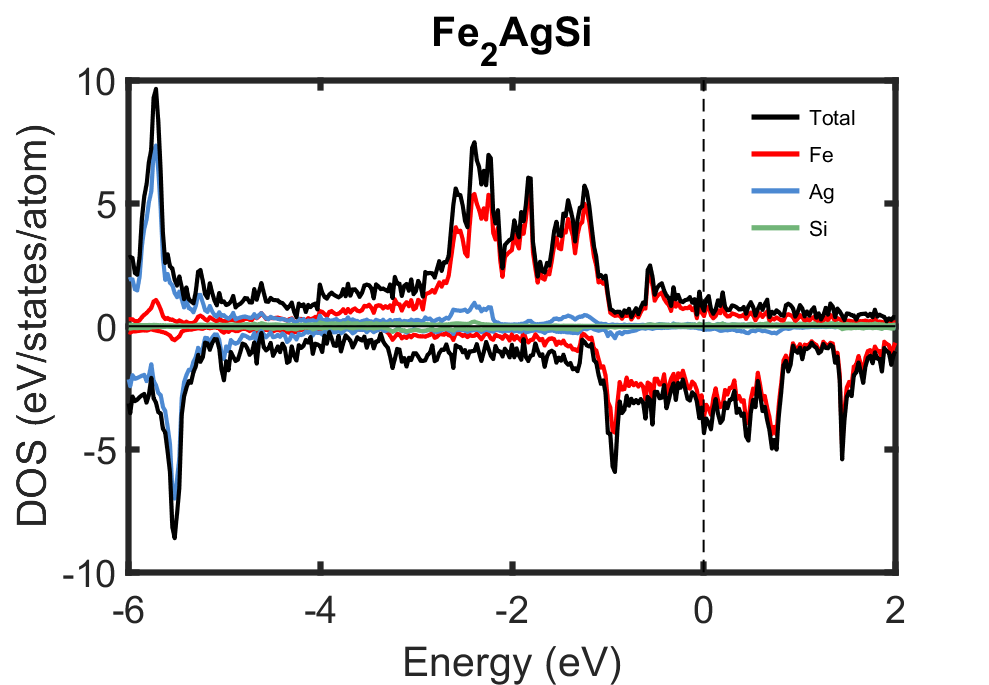 Fe₂AgSi
10
5
0
-5
-10
DOS (eV/states/atom)
Total
Fe
Ag
Si
-6
-4
-2
0
2
Energy (eV)